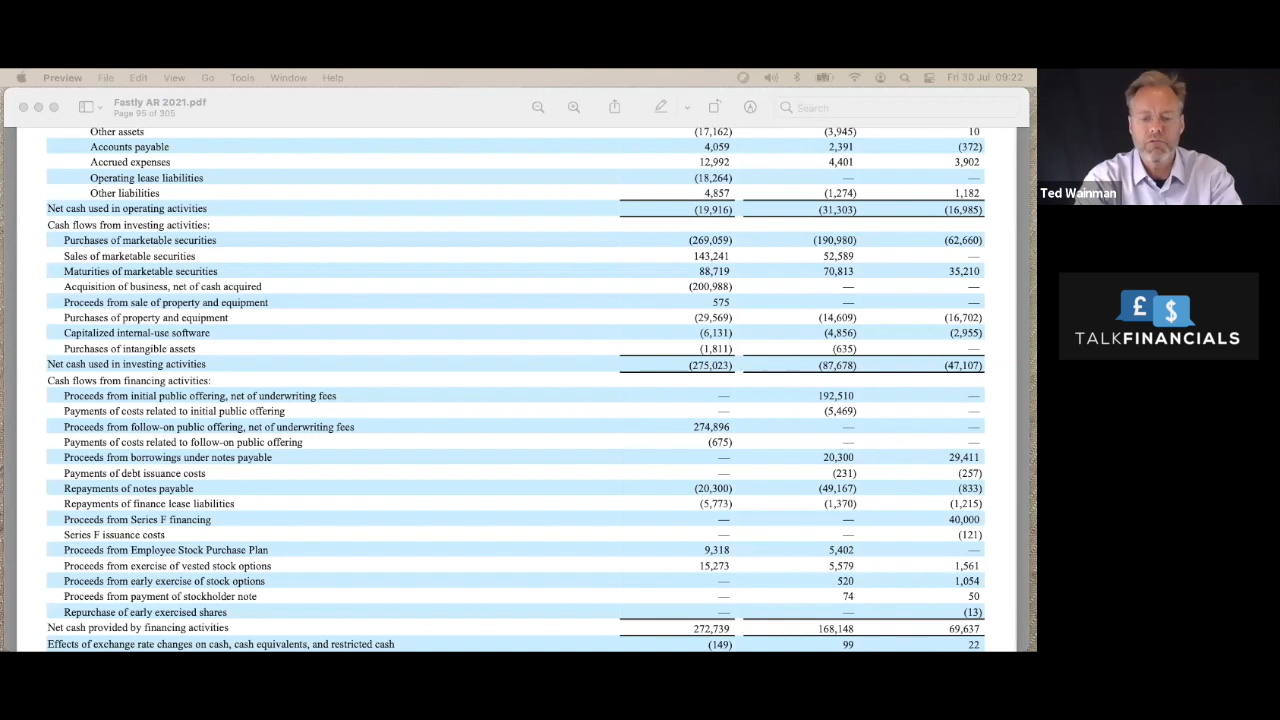 Preview File Edit View Go Tools Window Help Fri 30 Jul 09:22
Fastly AR 2021.pdf
Page 95 of 305
Search
Other assets (17,162) (3,945) 10
Accounts payable 4,059 2,391 (372)
Accrued expenses 12,992 4,401 3,902
Operating lease liabilities (18,264) — —
Other liabilities 4,857 (1,274) 1,182
Net cash used in operating activities (19,916) (31,303) (16,985)
Cash flows from investing activities:
Purchases of marketable securities (269,059) (190,980) (62,660)
Sales of marketable securities 143,241 52,589 —
Maturities of marketable securities 88,719 70,813 35,210
Acquisition of business, net of cash acquired (200,988) — —
Proceeds from sale of property and equipment 575 — —
Purchases of property and equipment (29,569) (14,609) (16,702)
Capitalized internal-use software (6,131) (4,856) (2,955)
Purchases of intangible assets (1,811) (635) —
Net cash used in investing activities (275,023) (87,678) (47,107)
Cash flows from financing activities:
Proceeds from initial public offering, net of underwriting fees — 192,510 —
Payments of costs related to initial public offering — (5,469) —
Proceeds from follow-on public offering, net of underwriting fees 274,896 — —
Payments of costs related to follow-on public offering (675) — —
Proceeds from borrowings under notes payable — 20,300 29,411
Payments of debt issuance costs — (231) (257)
Repayments of notes payable (20,300) (49,167) (833)
Repayments of finance lease liabilities (5,773) (1,370) (1,215)
Proceeds from Series F financing — — 40,000
Series F issuance costs — — (121)
Proceeds from Employee Stock Purchase Plan 9,318 5,402 —
Proceeds from exercise of vested stock options 15,273 5,579 1,561
Proceeds from early exercise of stock options — 520 1,054
Proceeds from payment of stockholder note — 74 50
Repurchase of early exercised shares — — (13)
Net cash provided by financing activities 272,739 168,148 69,637
Effects of exchange rate changes on cash, cash equivalents, and restricted cash (149) 99 22
Ted Wainman
£ $
TALKFINANCIALS